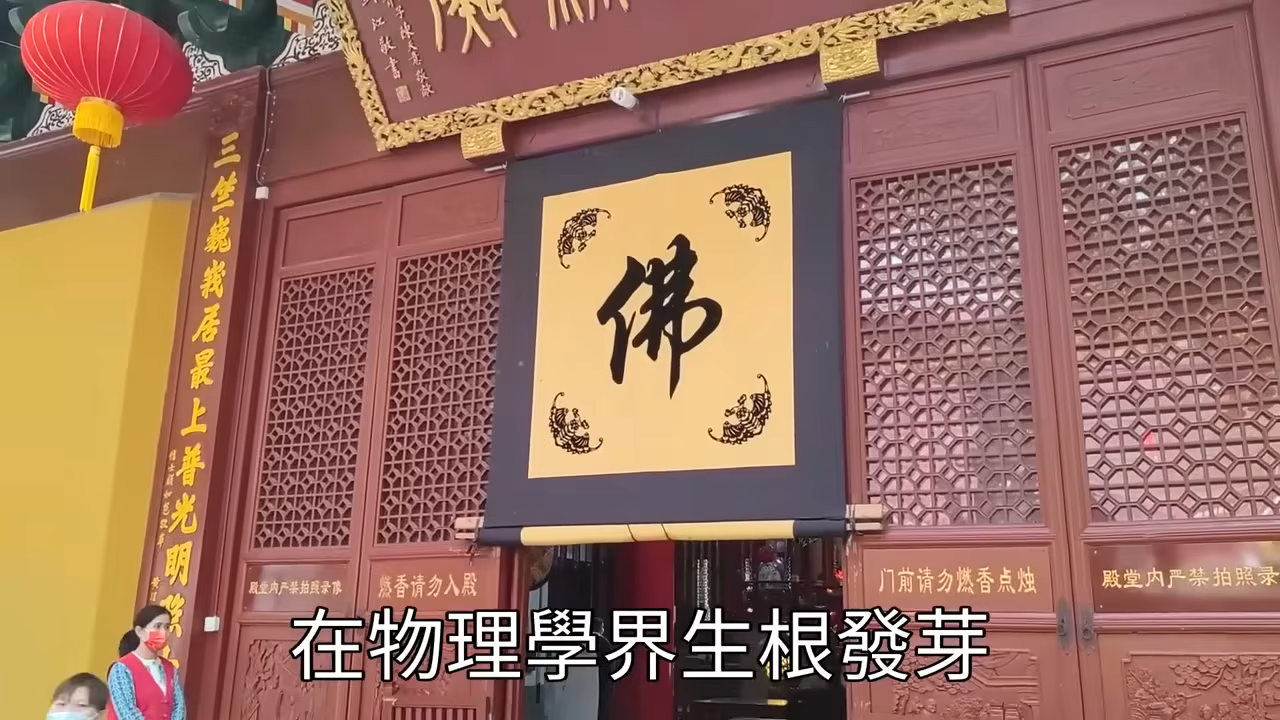 三竺巍峩居最上普光明
佛
殿堂内严禁拍照录像
燃香请勿入殿
门前请勿燃香点烛
殿堂内严禁拍照录
在物理學界生根發芽